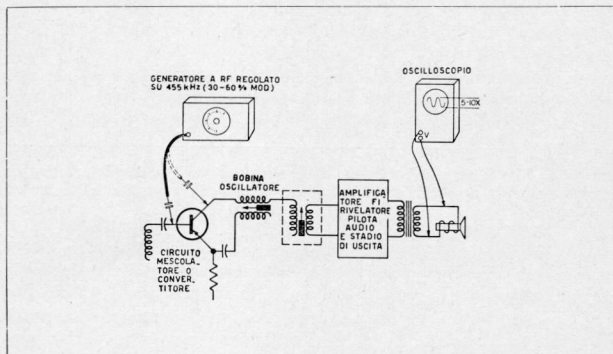 GENERATORE A RF REGOLATO
SU 455 kHz (30-60 % MOD)
OSCILLOSCOPIO
5-10X
V
BOBINA
OSCILLATORE
AMPLIFICA_
TORE FI
RIVELATORE
PILOTA
AUDIO
E STADIO
DI USCITA
CIRCUITO
MESCOLA_
TORE O
CONVER_
TITORE